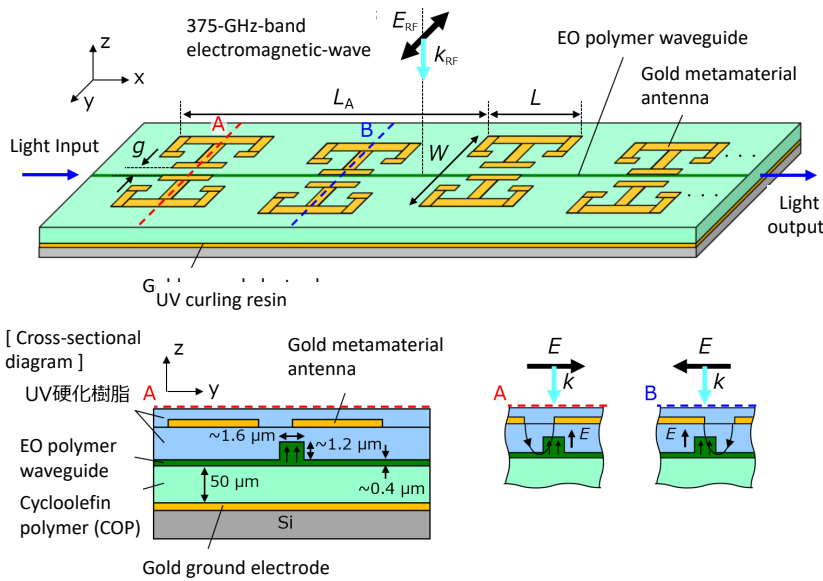 375-GHz-band
electromagnetic-wave
E_RF
k_RF
EO polymer waveguide
Gold metamaterial
antenna
z
x
y
L_A
L
A
B
W
g
Light Input
Light
output
UV curling resin
[ Cross-sectional
diagram ]
z
y
Gold metamaterial
antenna
UV硬化樹脂
A
~1.6 μm
~1.2 μm
EO polymer
waveguide
50 μm
~0.4 μm
Cycloolefin
polymer (COP)
Si
Gold ground electrode
E
k
A
E
E
k
B
E